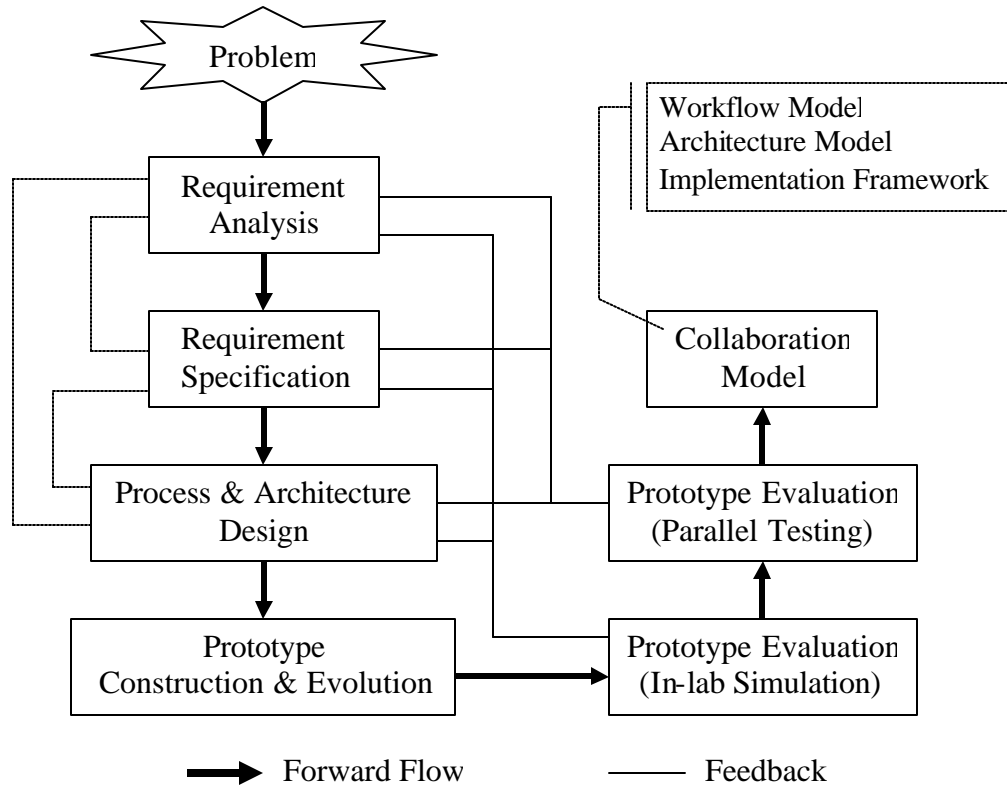 Problem
Requirement
Analysis
Requirement
Specification
Process & Architecture
Design
Prototype
Construction & Evolution
Workflow Model
Architecture Model
Implementation Framework
Collaboration
Model
Prototype Evaluation
(Parallel Testing)
Prototype Evaluation
(In-lab Simulation)
Forward Flow
Feedback